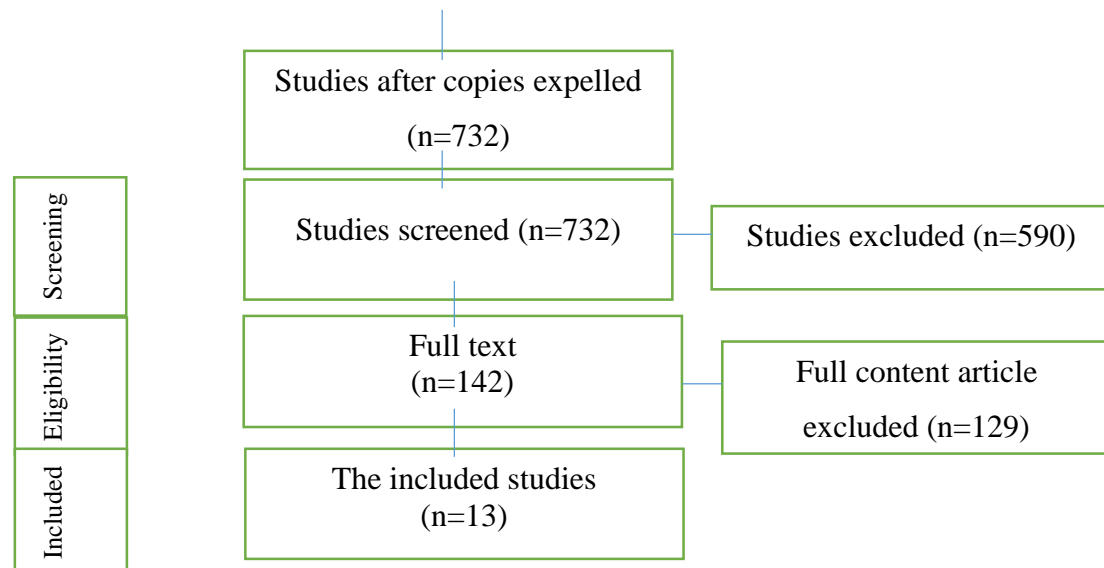 Studies after copies expelled
(n=732)
Screening
Studies screened (n=732)
Studies excluded (n=590)
Eligibility
Full text
(n=142)
Full content article
excluded (n=129)
Included
The included studies
(n=13)